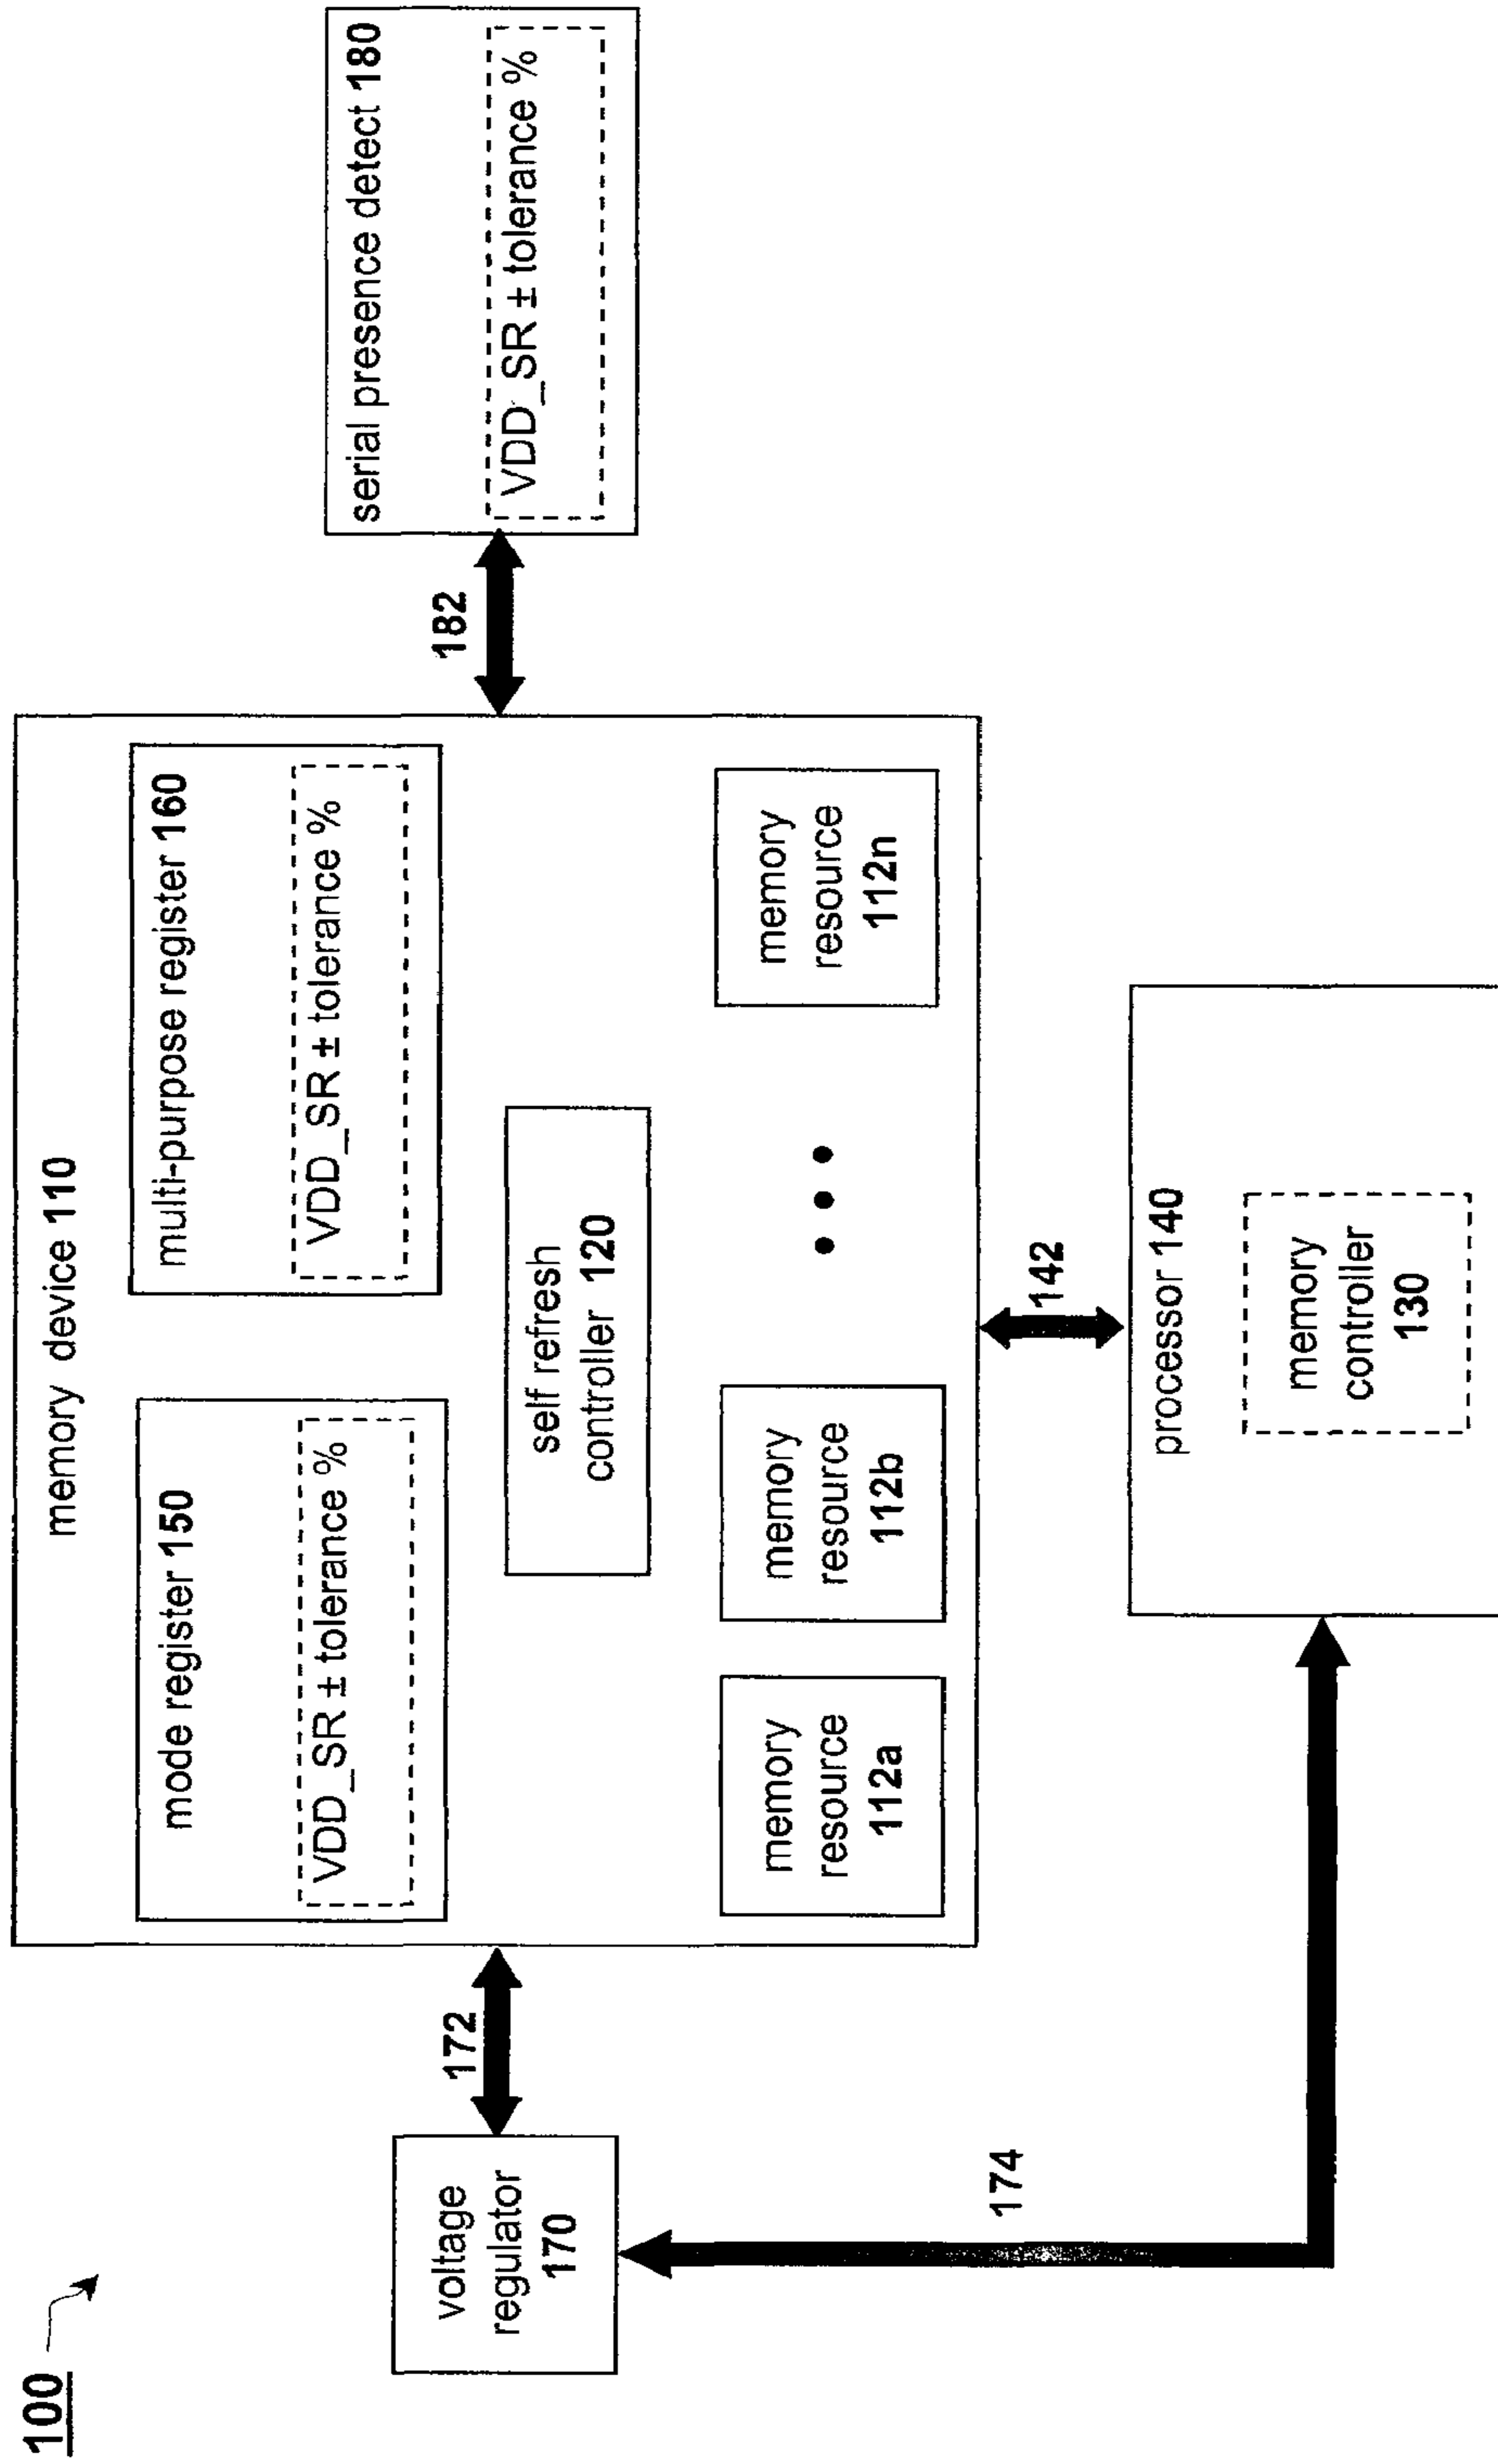 100
memory device 110
mode register 150
VDD_SR ± tolerance %
multi-purpose register 160
VDD_SR ± tolerance %
self refresh
controller 120
memory
resource
112a
memory
resource
112b
• • •
memory
resource
112n
voltage
regulator
170
172
182
serial presence detect 180
VDD_SR ± tolerance %
174
142
processor 140
memory
controller
130